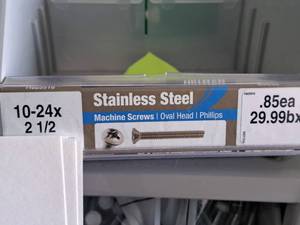 Stainless Steel
Machine Screws | Oval Head | Phillips
10-24x
2 1/2
.85ea
29.99bx